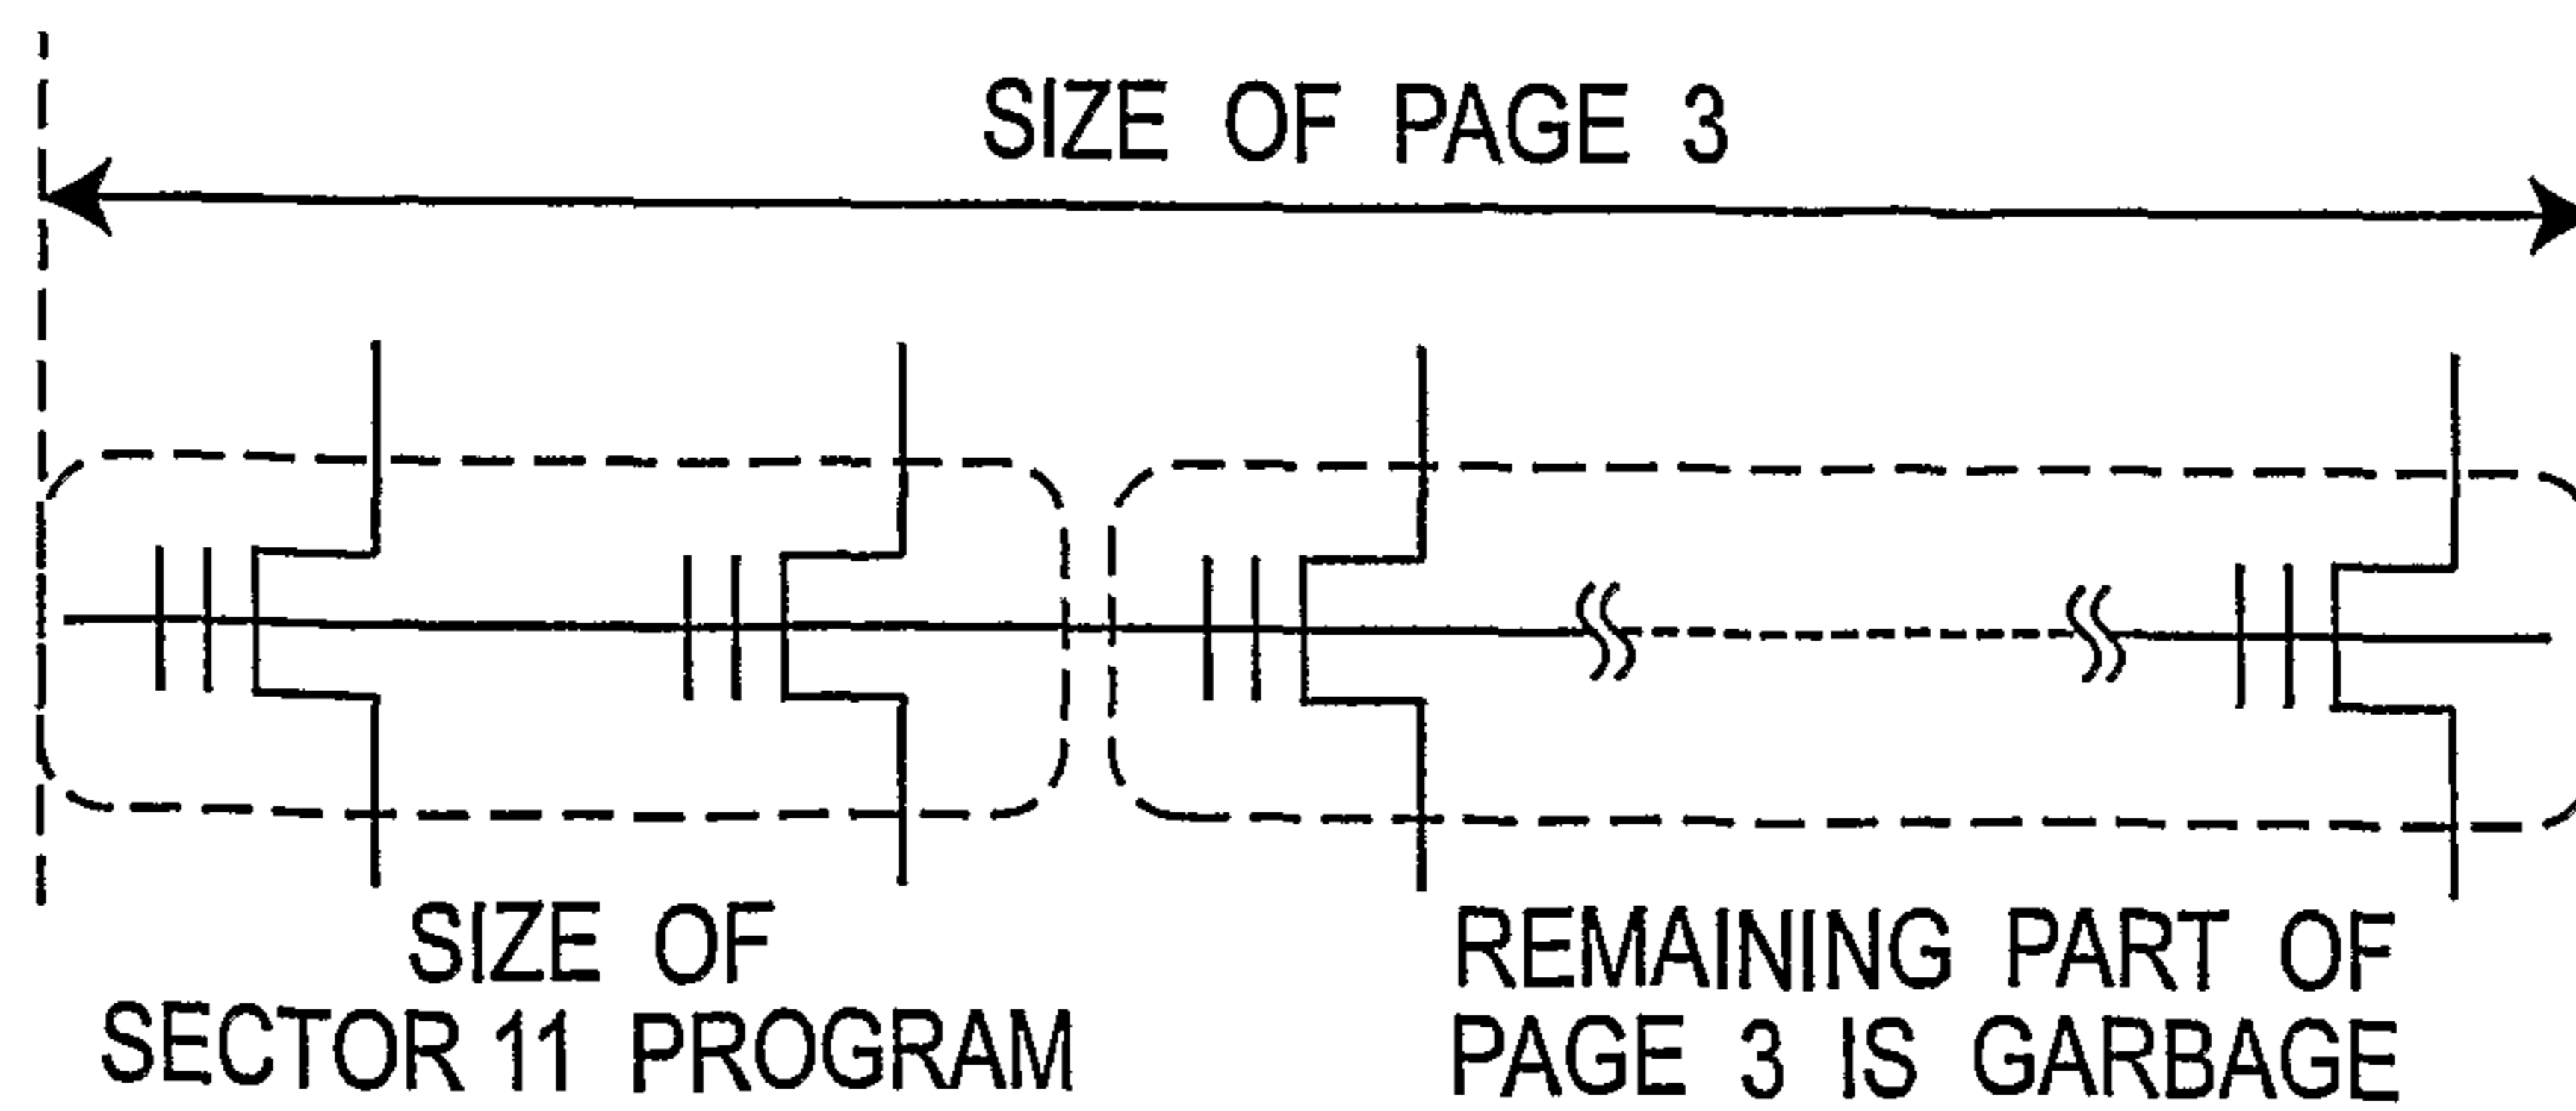 SIZE OF PAGE 3
SIZE OF
SECTOR 11 PROGRAM
REMAINING PART OF
PAGE 3 IS GARBAGE